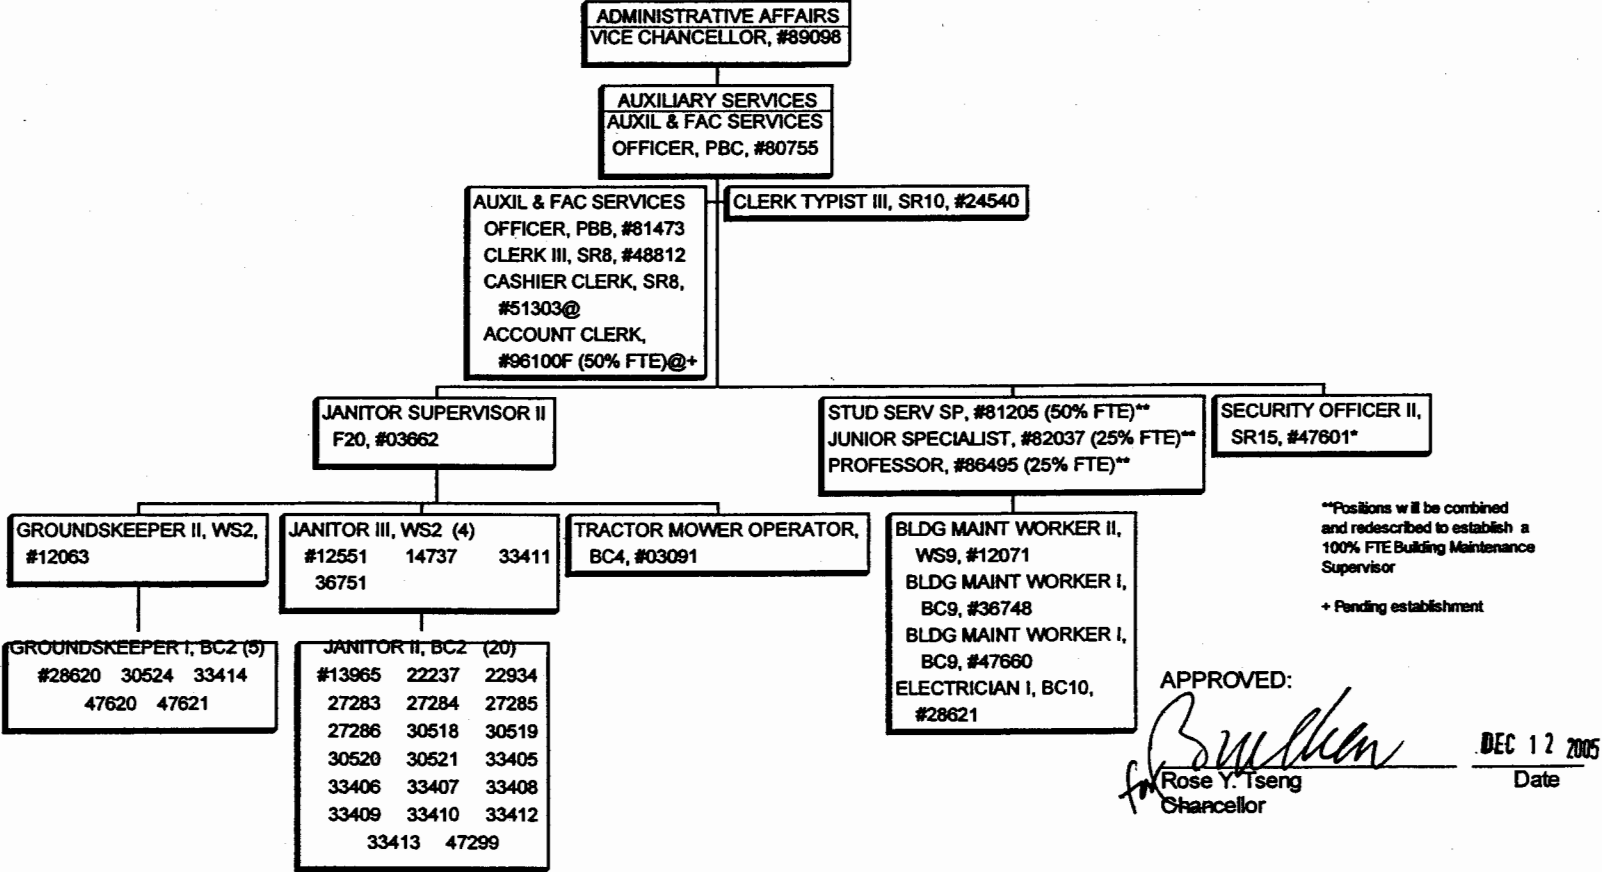 ADMINISTRATIVE AFFAIRS
VICE CHANCELLOR, #89098
AUXILIARY SERVICES
AUXIL & FAC SERVICES
OFFICER, PBC, #80755
AUXIL & FAC SERVICES
OFFICER, PBB, #81473
CLERK III, SR8, #48812
CASHIER CLERK, SR8,
#51303@
ACCOUNT CLERK,
#96100F (50% FTE)@+
CLERK TYPIST III, SR10, #24540
JANITOR SUPERVISOR II
F20, #03662
STUD SERV SP, #81205 (50% FTE)**
JUNIOR SPECIALIST, #82037 (25% FTE)**
PROFESSOR, #86495 (25% FTE)**
SECURITY OFFICER II,
SR15, #47601*
GROUNDSKEEPER II, WS2,
#12063
JANITOR III, WS2 (4)
#12551 14737 33411
36751
TRACTOR MOWER OPERATOR,
BC4, #03091
BLDG MAINT WORKER II,
WS9, #12071
BLDG MAINT WORKER I,
BC9, #36748
BLDG MAINT WORKER I,
BC9, #47660
ELECTRICIAN I, BC10,
#28621
**Positions will be combined
and redescribed to establish a
100% FTE Building Maintenance
Supervisor
+ Pending establishment
GROUNDSKEEPER I, BC2 (5)
#28620 30524 33414
47620 47621
JANITOR II, BC2 (20)
#13965 22237 22934
27283 27284 27285
27286 30518 30519
30520 30521 33405
33406 33407 33408
33409 33410 33412
33413 47299
APPROVED:
DEC 12 2005
for Rose Y. Tseng
Date
Chancellor